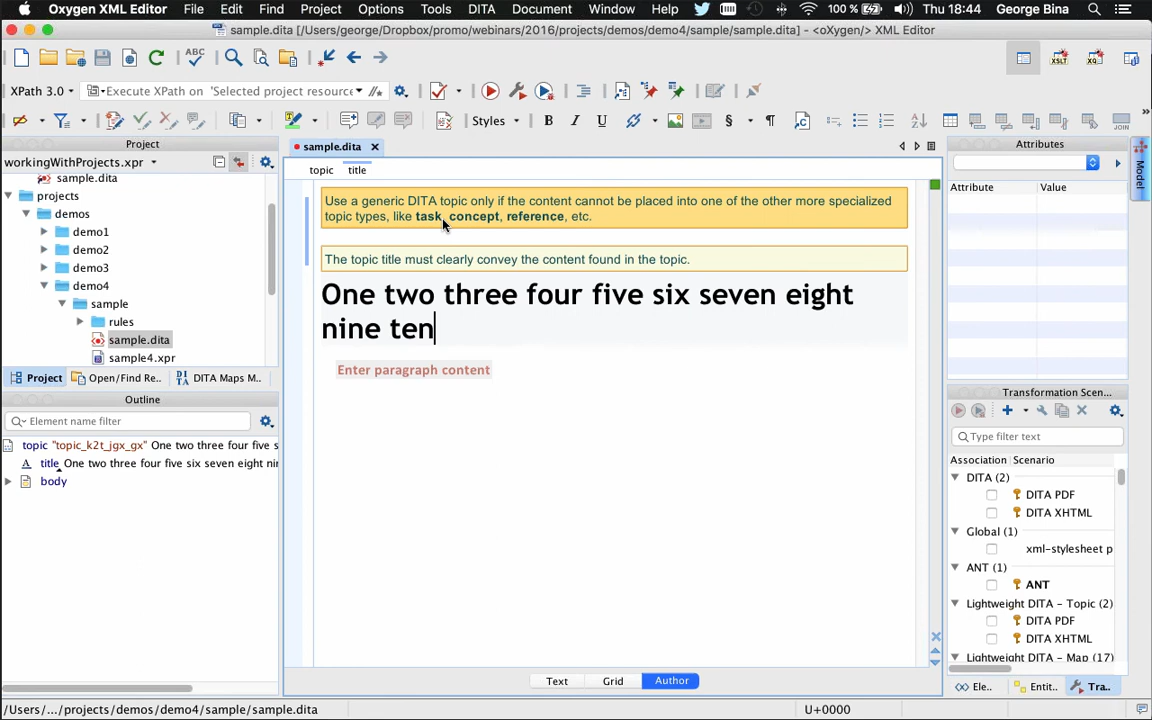 Oxygen XML Editor File Edit Find Project Options Tools DITA Document Window Help 100% Thu 18:44 George Bina
sample.dita [/Users/george/Dropbox/promo/webinars/2016/projects/demos/demo4/sample/sample.dita] - <oXygen/> XML Editor
ABC
XSLT XQ
XPath 3.0 Execute XPath on 'Selected project resource
Styles B I U § ¶ JOIN »
Project
workingWithProjects.xpr
sample.dita
projects
demos
demo1
demo2
demo3
demo4
sample
rules
sample.dita
sample4.xpr
Project Open/Find Re.. DITA Maps M..
Outline
Element name filter
topic "topic_k2t_jgx_gx" One two three four five s
title One two three four five six seven eight nin
body
sample.dita
topic title
Use a generic DITA topic only if the content cannot be placed into one of the other more specialized
topic types, like task, concept, reference, etc.
The topic title must clearly convey the content found in the topic.
One two three four five six seven eight
nine ten
Enter paragraph content
Text Grid Author
Attributes
Attribute Value
Model
Transformation Scen...
Type filter text
Association Scenario
DITA (2)
DITA PDF
DITA XHTML
Global (1)
xml-stylesheet p
ANT (1)
ANT
Lightweight DITA - Topic (2)
DITA PDF
DITA XHTML
Lightweight DITA - Map (17)
Ele.. Entit.. Tra..
/Users/.../projects/demos/demo4/sample/sample.dita U+0000